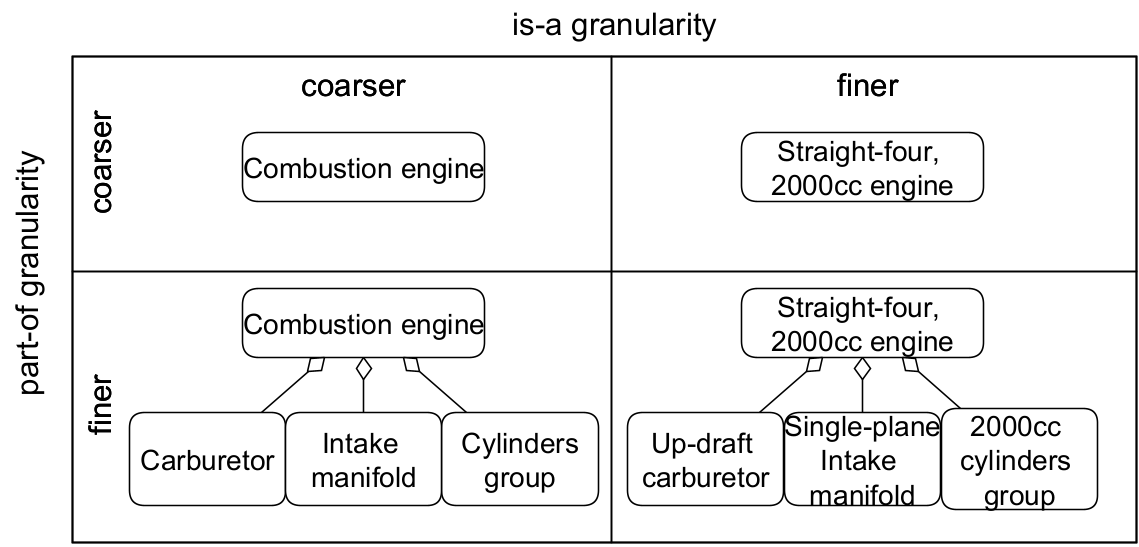 is-a granularity
coarser
finer
part-of granularity
coarser
Combustion engine
Straight-four,
2000cc engine
finer
Combustion engine
Carburetor
Intake
manifold
Cylinders
group
Straight-four,
2000cc engine
Up-draft
carburetor
Single-plane
Intake
manifold
2000cc
cylinders
group